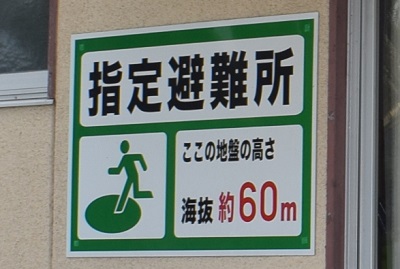 指定避難所
ここの地盤の高さ
海抜 約60m